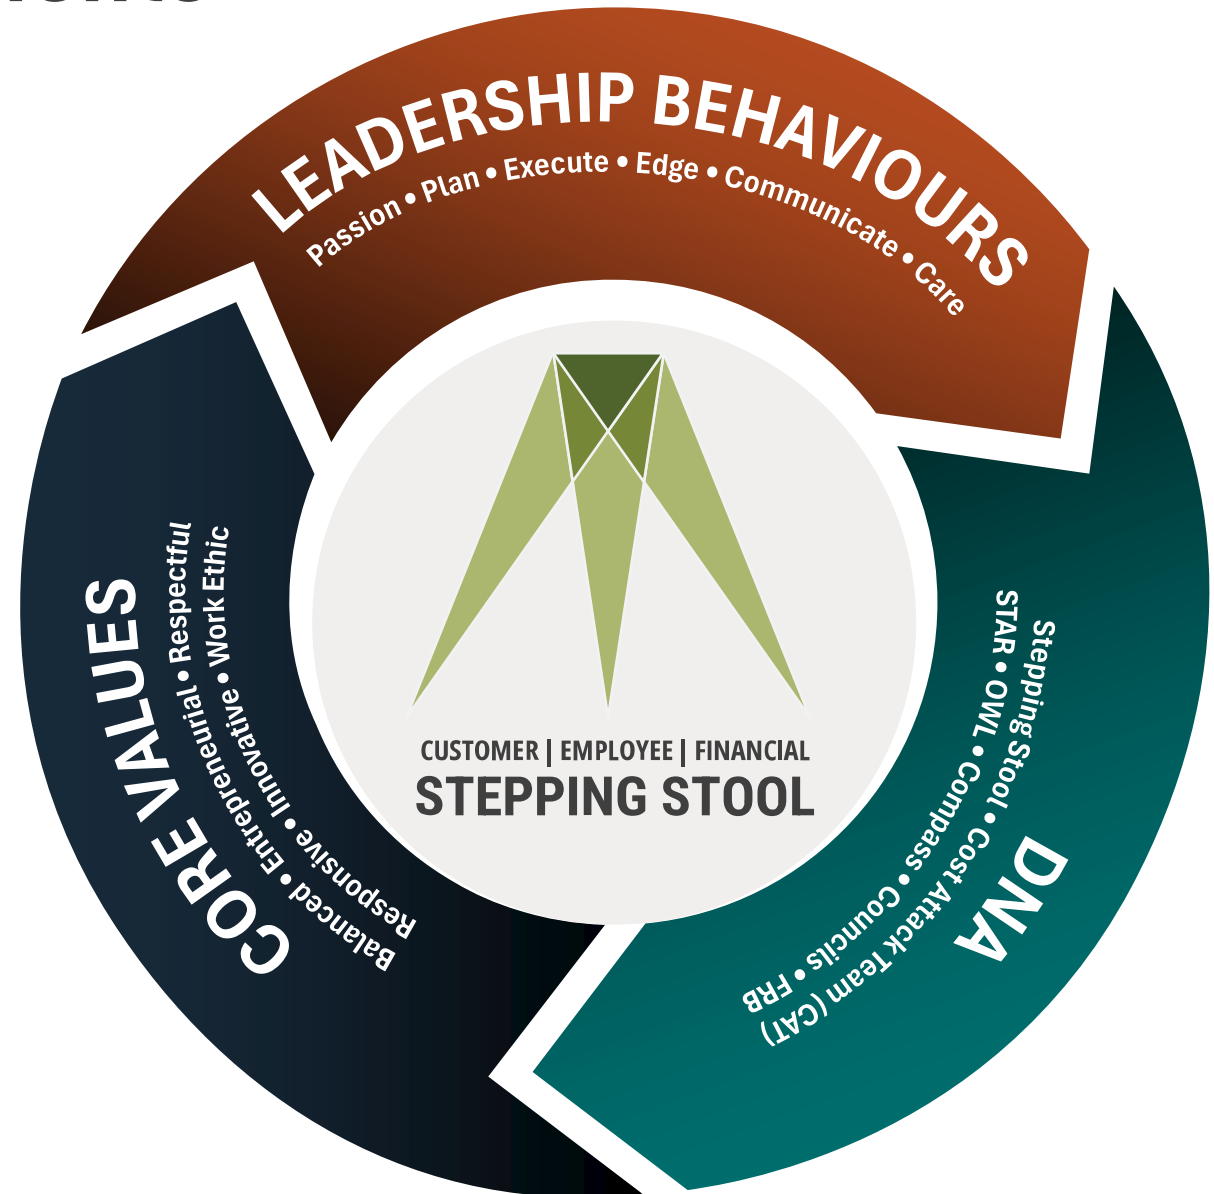 LEADERSHIP BEHAVIOURS
Passion • Plan • Execute • Edge • Communicate • Care
DNA
Stepping Stool • Cost Attack Team (CAT)
STAR • OWL • Compass • Councils • FRB
CORE VALUES
Balanced • Entrepreneurial • Respectful
Responsive • Innovative • Work Ethic
CUSTOMER | EMPLOYEE | FINANCIAL
STEPPING STOOL